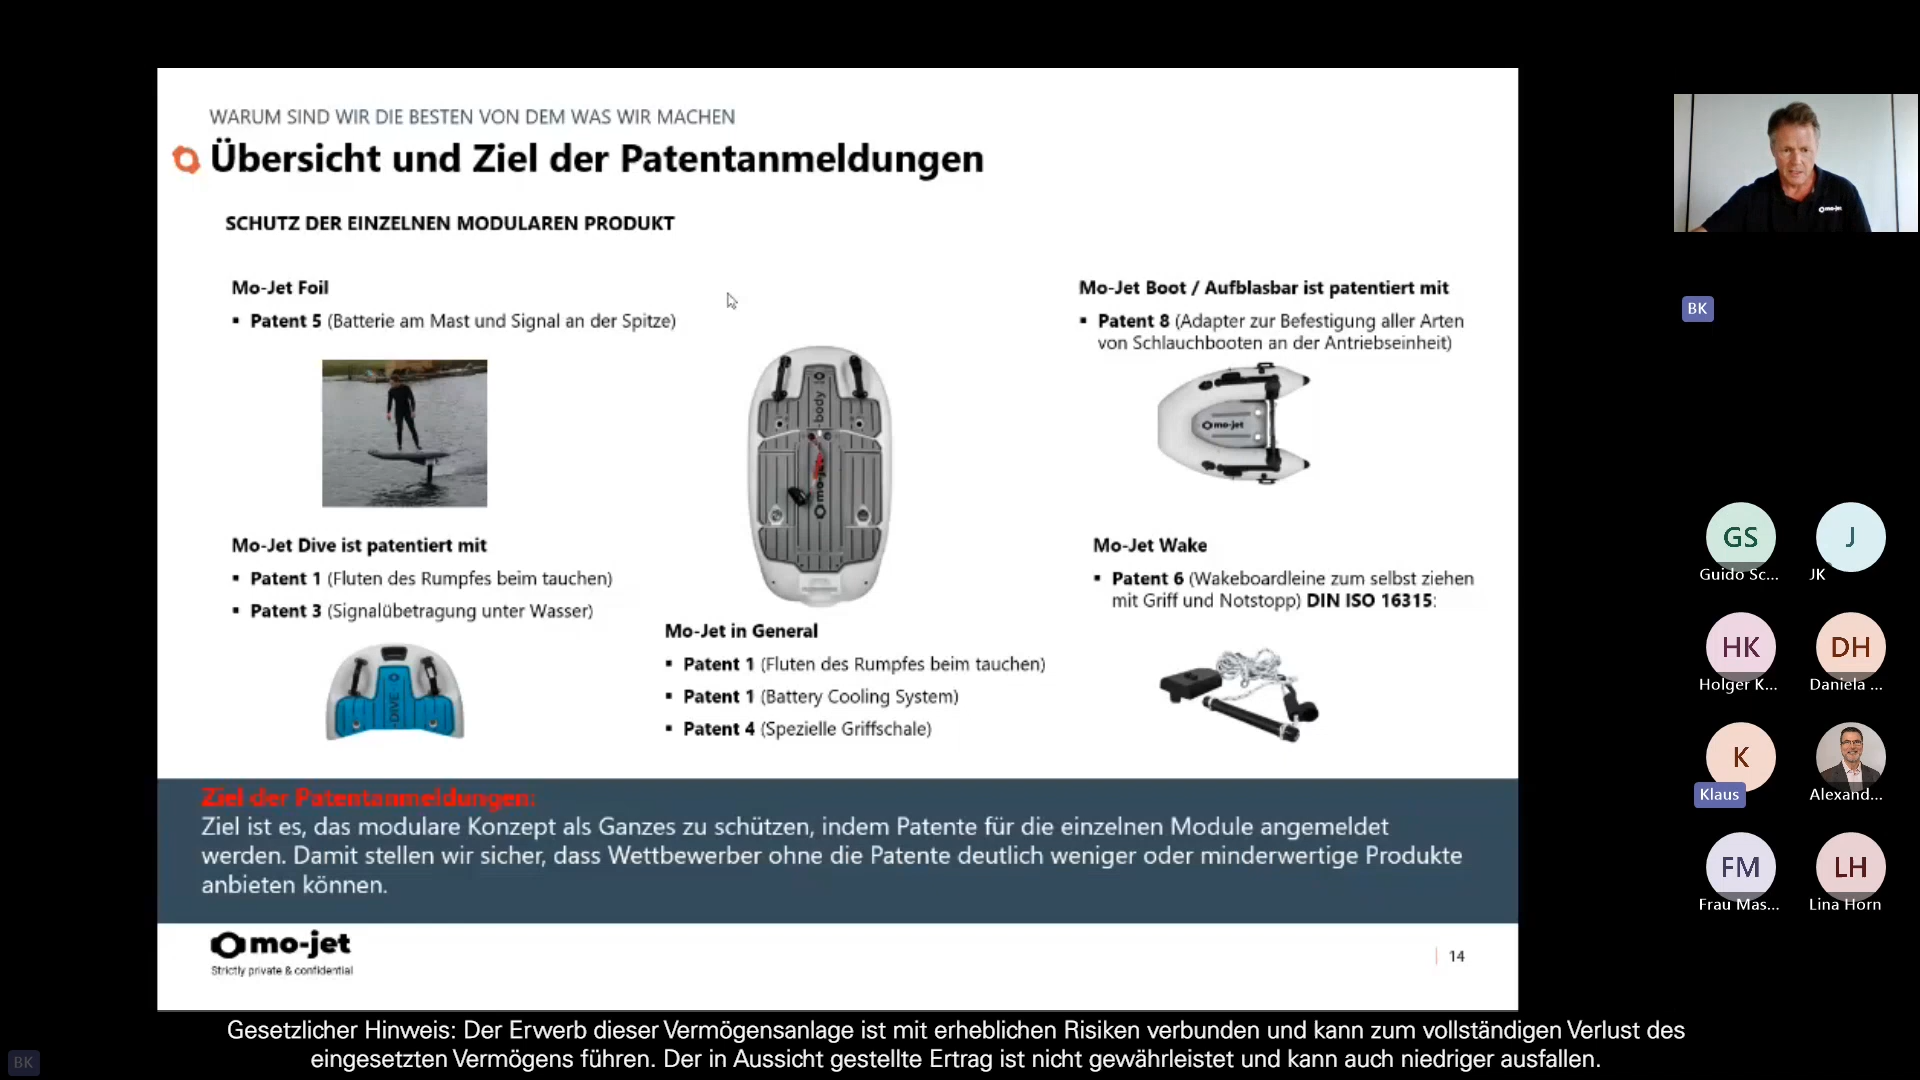 WARUM SIND WIR DIE BESTEN VON DEM WAS WIR MACHEN
Übersicht und Ziel der Patentanmeldungen
SCHUTZ DER EINZELNEN MODULAREN PRODUKT
Mo-Jet Foil
▪ Patent 5 (Batterie am Mast und Signal an der Spitze)
Mo-Jet Boot / Aufblasbar ist patentiert mit
▪ Patent 8 (Adapter zur Befestigung aller Arten
von Schlauchbooten an der Antriebseinheit)
body
mo-jet
mo-jet
Mo-Jet Dive ist patentiert mit
▪ Patent 1 (Fluten des Rumpfes beim tauchen)
▪ Patent 3 (Signalübetragung unter Wasser)
DIVE
Mo-Jet in General
▪ Patent 1 (Fluten des Rumpfes beim tauchen)
▪ Patent 1 (Battery Cooling System)
▪ Patent 4 (Spezielle Griffschale)
Mo-Jet Wake
▪ Patent 6 (Wakeboardleine zum selbst ziehen
mit Griff und Notstopp) DIN ISO 16315:
Ziel der Patentanmeldungen:
Ziel ist es, das modulare Konzept als Ganzes zu schützen, indem Patente für die einzelnen Module angemeldet
werden. Damit stellen wir sicher, dass Wettbewerber ohne die Patente deutlich weniger oder minderwertige Produkte
anbieten können.
mo-jet
Strictly private & confidential
14
mo-jet
BK
GS
Guido Sc...
J
JK
HK
Holger K...
DH
Daniela ...
K
Klaus
Alexand...
FM
Frau Mas...
LH
Lina Horn
Gesetzlicher Hinweis: Der Erwerb dieser Vermögensanlage ist mit erheblichen Risiken verbunden und kann zum vollständigen Verlust des
eingesetzten Vermögens führen. Der in Aussicht gestellte Ertrag ist nicht gewährleistet und kann auch niedriger ausfallen.
BK